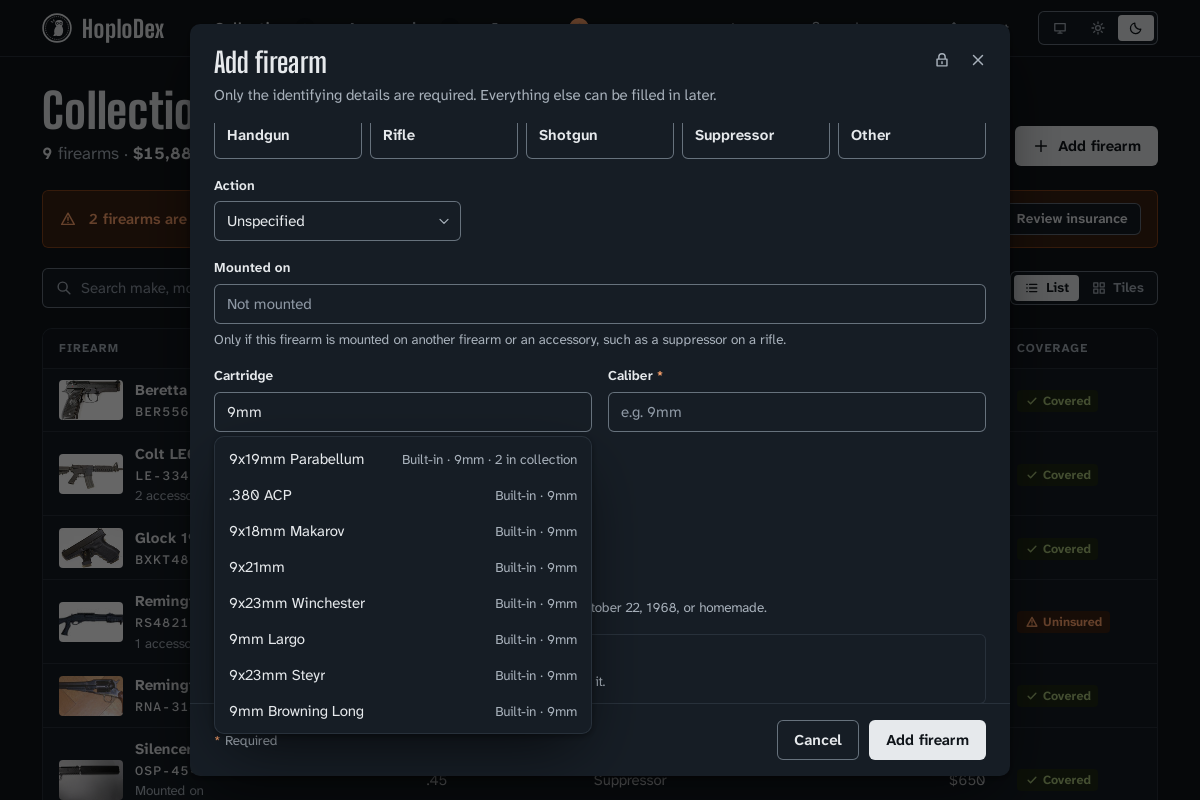 HoploDex
Add firearm
Only the identifying details are required. Everything else can be filled in later.
Collectio
9 firearms · $15,88
Add firearm
Handgun
Rifle
Shotgun
Suppressor
Other
Action
Unspecified
2 firearms are
Review insurance
Mounted on
Not mounted
Only if this firearm is mounted on another firearm or an accessory, such as a suppressor on a rifle.
Search make, mo
List
Tiles
FIREARM
COVERAGE
Cartridge
Caliber *
9mm
e.g. 9mm
Beretta
BER556
Covered
9x19mm Parabellum Built-in · 9mm · 2 in collection
.380 ACP Built-in · 9mm
9x18mm Makarov Built-in · 9mm
9x21mm Built-in · 9mm
9x23mm Winchester Built-in · 9mm
9mm Largo Built-in · 9mm
9x23mm Steyr Built-in · 9mm
9mm Browning Long Built-in · 9mm
Colt LE
LE-334
2 accesso
Covered
Glock 1
BXKT48
Covered
tober 22, 1968, or homemade.
Reming
RS4821
1 accesso
Uninsured
it.
Reming
RNA-31
Covered
* Required
Cancel
Add firearm
Silencer
OSP-45
Mounted on
.45
Suppressor
$650
Covered